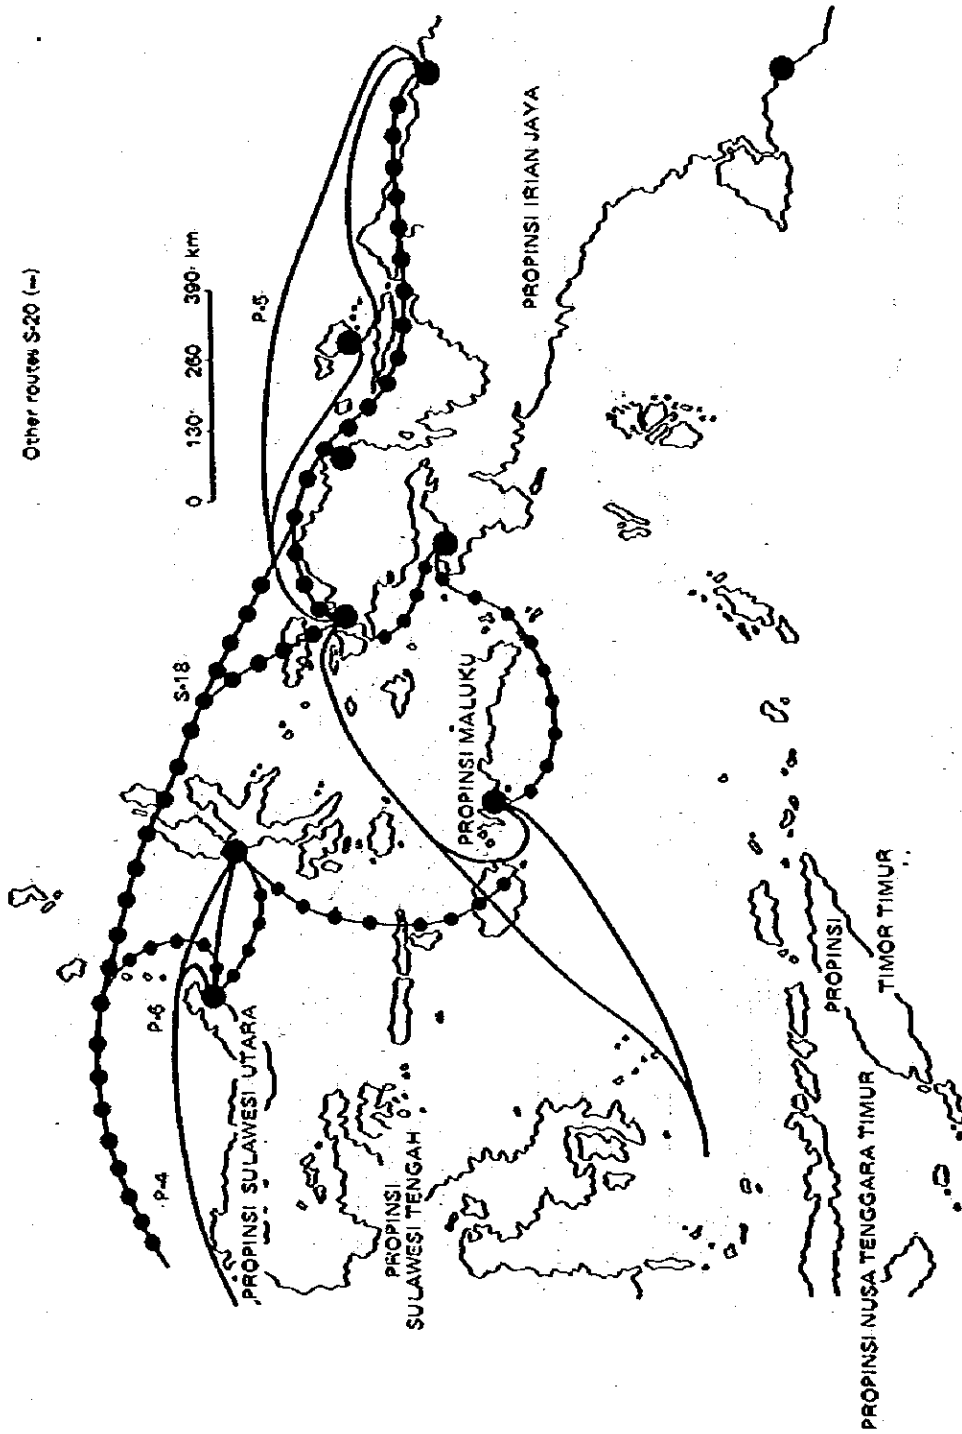 Other routes S-20 (–)
0 130 260 390 km
P-5
S-18
P-6
P-4
PROPINSI IRIAN JAYA
PROPINSI MALUKU
PROPINSI SULAWESI UTARA
PROPINSI
SULAWESI TENGAH
PROPINSI
TIMOR TIMUR
PROPINSI NUSA TENGGARA TIMUR